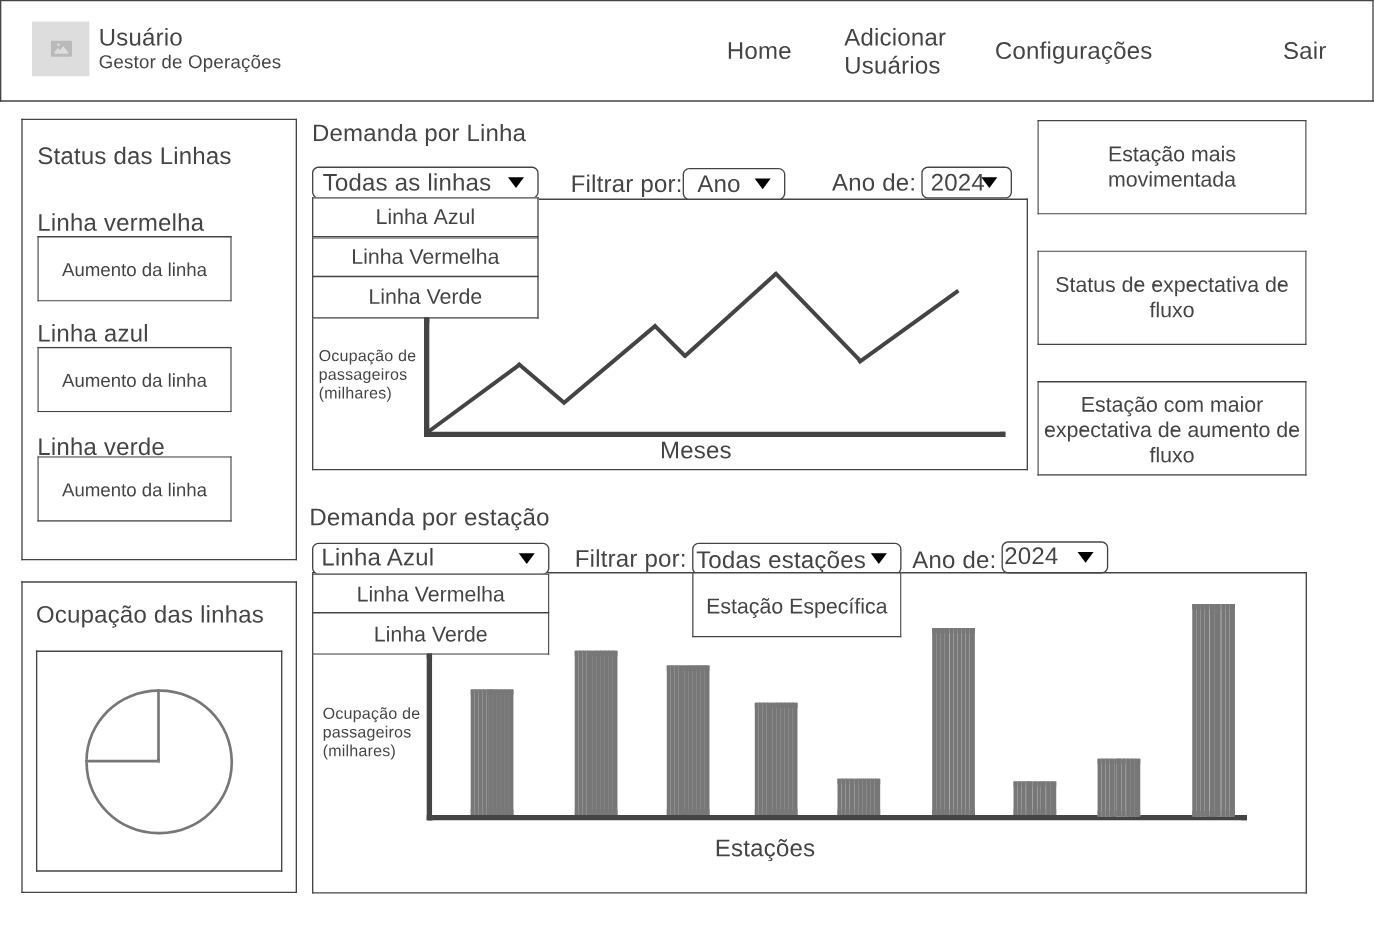 Usuário
Gestor de Operações
Home
Adicionar
Usuários
Configurações
Sair
Status das Linhas
Linha vermelha
Aumento da linha
Linha azul
Aumento da linha
Linha verde
Aumento da linha
Ocupação das linhas
Demanda por Linha
Todas as linhas
Filtrar por:
Ano
Ano de:
2024
Linha Azul
Linha Vermelha
Linha Verde
Ocupação de
passageiros
(milhares)
Meses
Estação mais
movimentada
Status de expectativa de
fluxo
Estação com maior
expectativa de aumento de
fluxo
Demanda por estação
Linha Azul
Filtrar por:
Todas estações
Ano de:
2024
Linha Vermelha
Linha Verde
Estação Específica
Ocupação de
passageiros
(milhares)
Estações